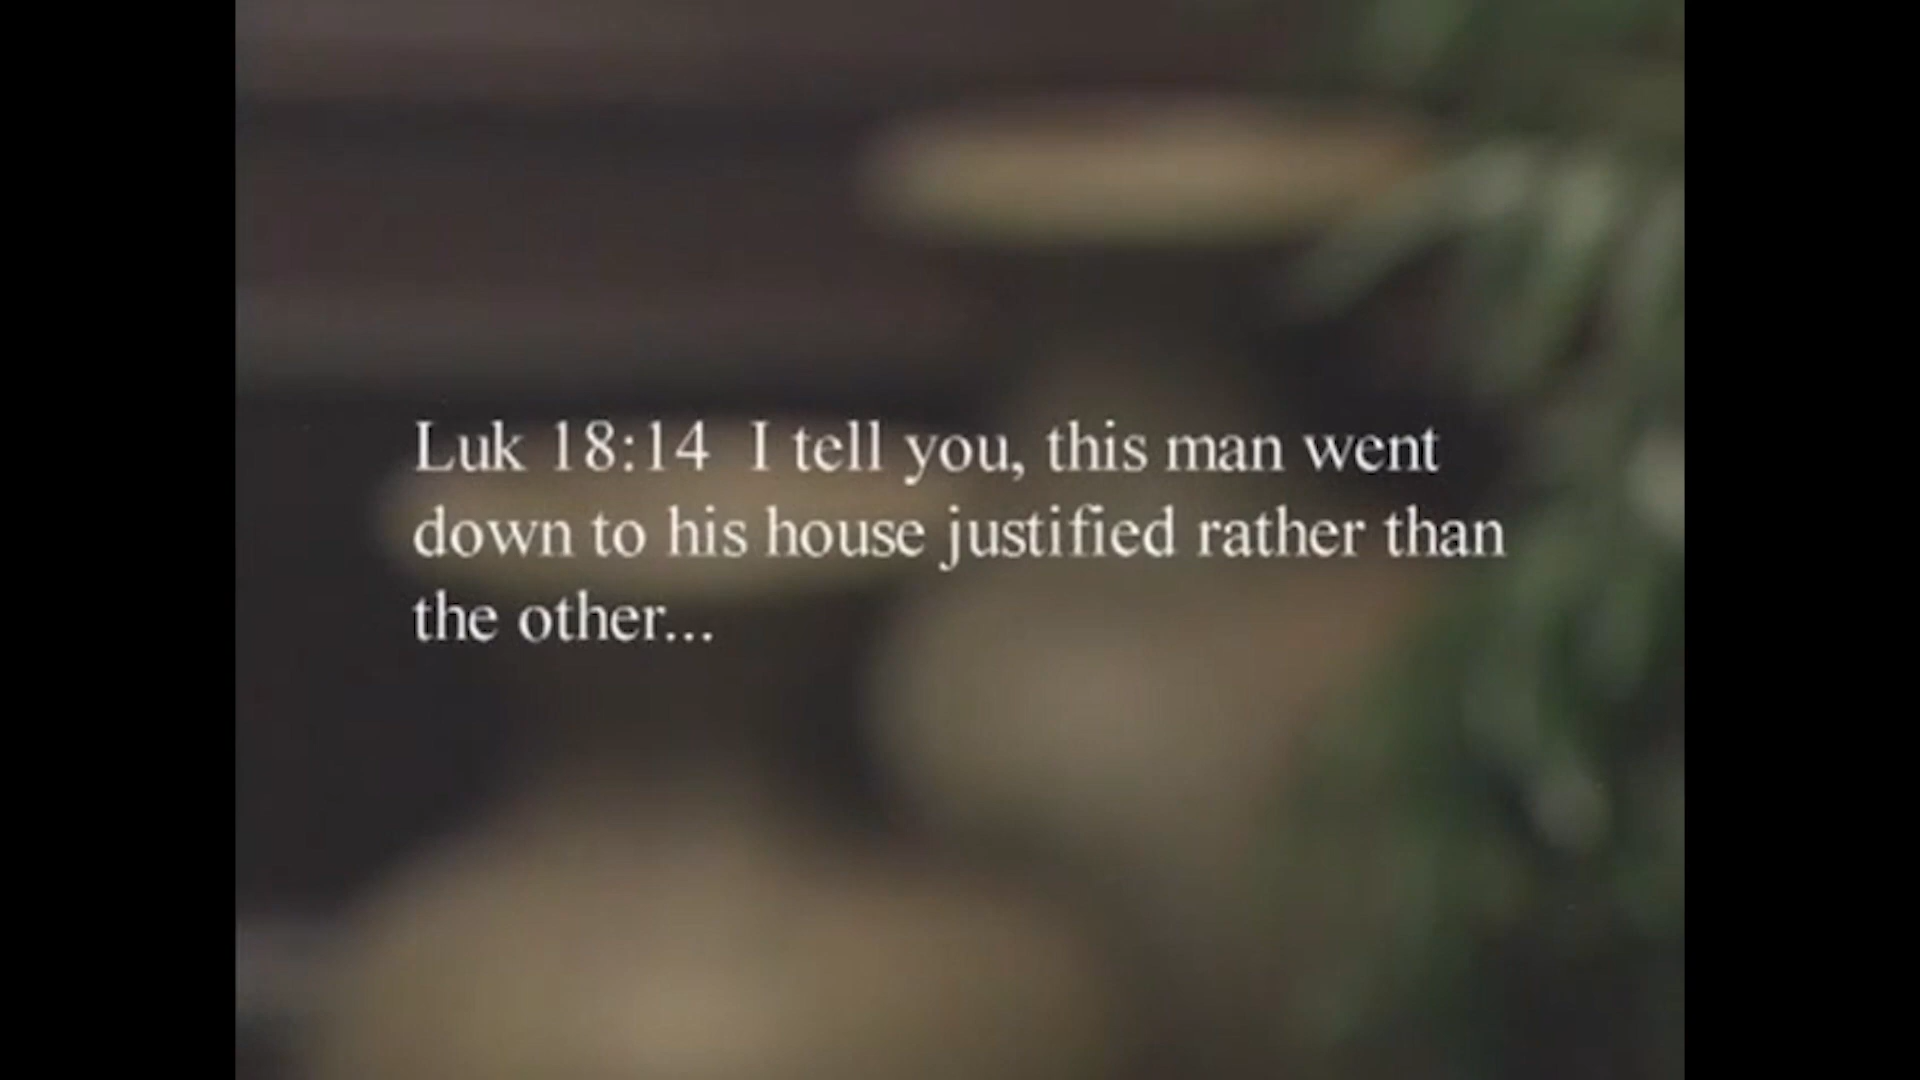 Luk 18:14  I tell you, this man went
down to his house justified rather than
the other...